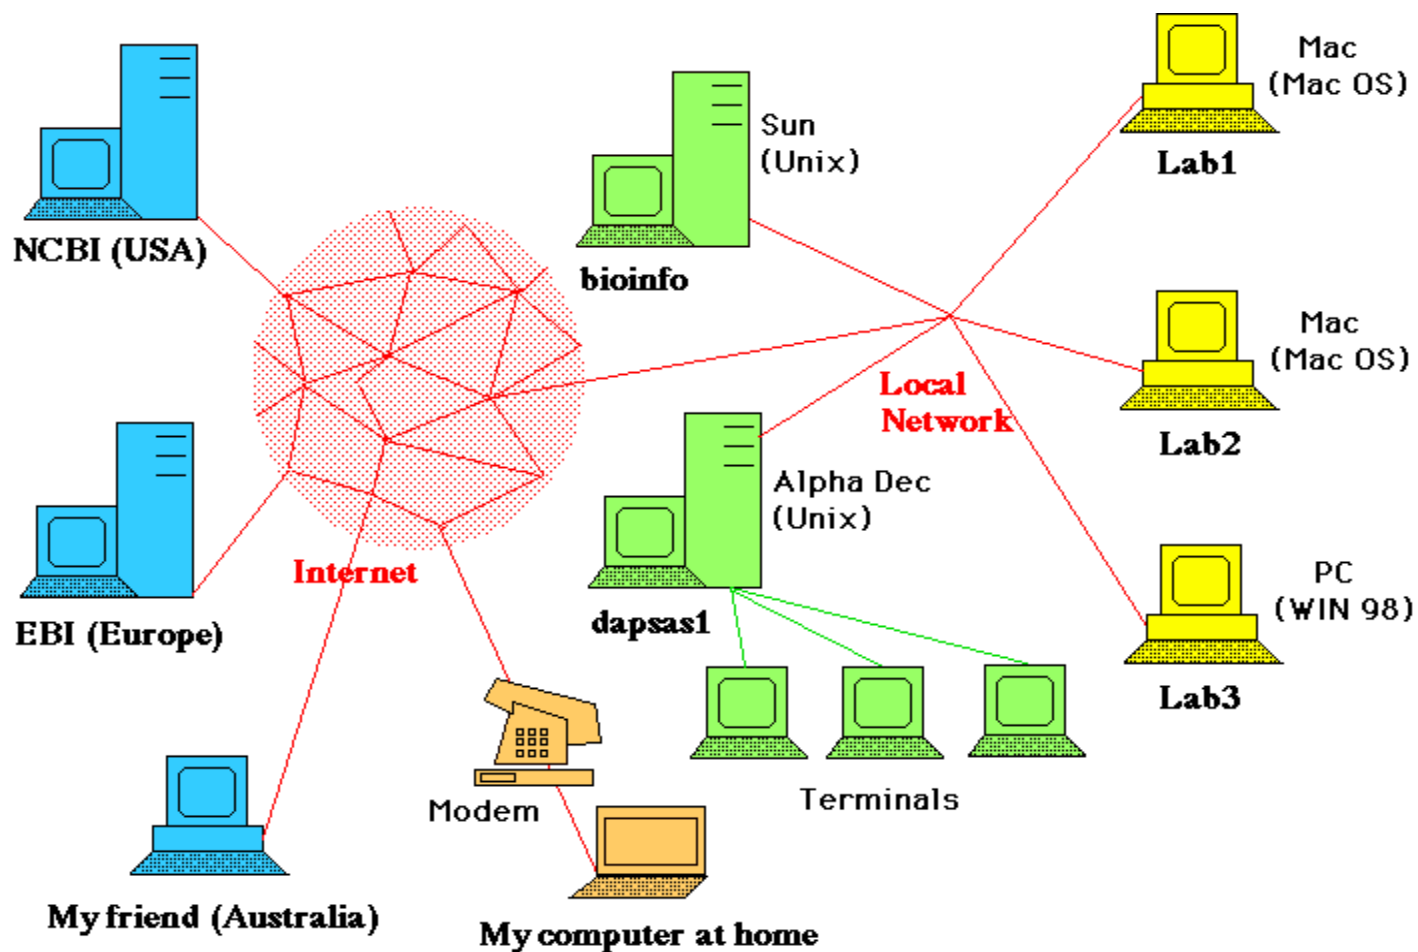 Mac
(Mac OS)
Lab1
Sun
(Unix)
NCBI (USA)
bioinfo
Mac
(Mac OS)
Lab2
Local
Network
Alpha Dec
(Unix)
Internet
EBI (Europe)
dapsas1
PC
(WIN 98)
Lab3
Modem
Terminals
My friend (Australia)
My computer at home